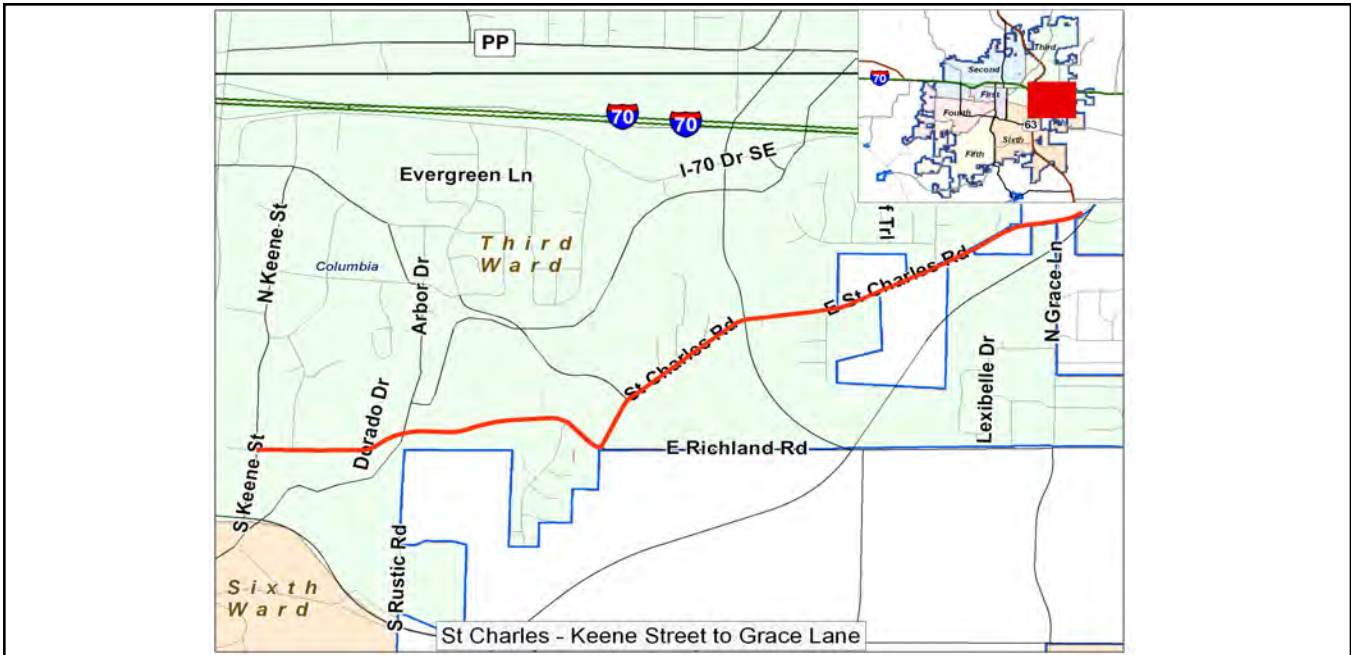 PP
70
70
I-70 Dr SE
Evergreen Ln
N Keene St
Columbia
Arbor Dr
Third
Ward
f Trl
E St Charles Rd
N Grace Ln
Lexibelle Dr
St Charles Rd
Dorado Dr
E Richland Rd
S Keene St
S Rustic Rd
Sixth
Ward
St Charles - Keene Street to Grace Lane
70
Third
Second
First
Fourth
63
Sixth
Fifth